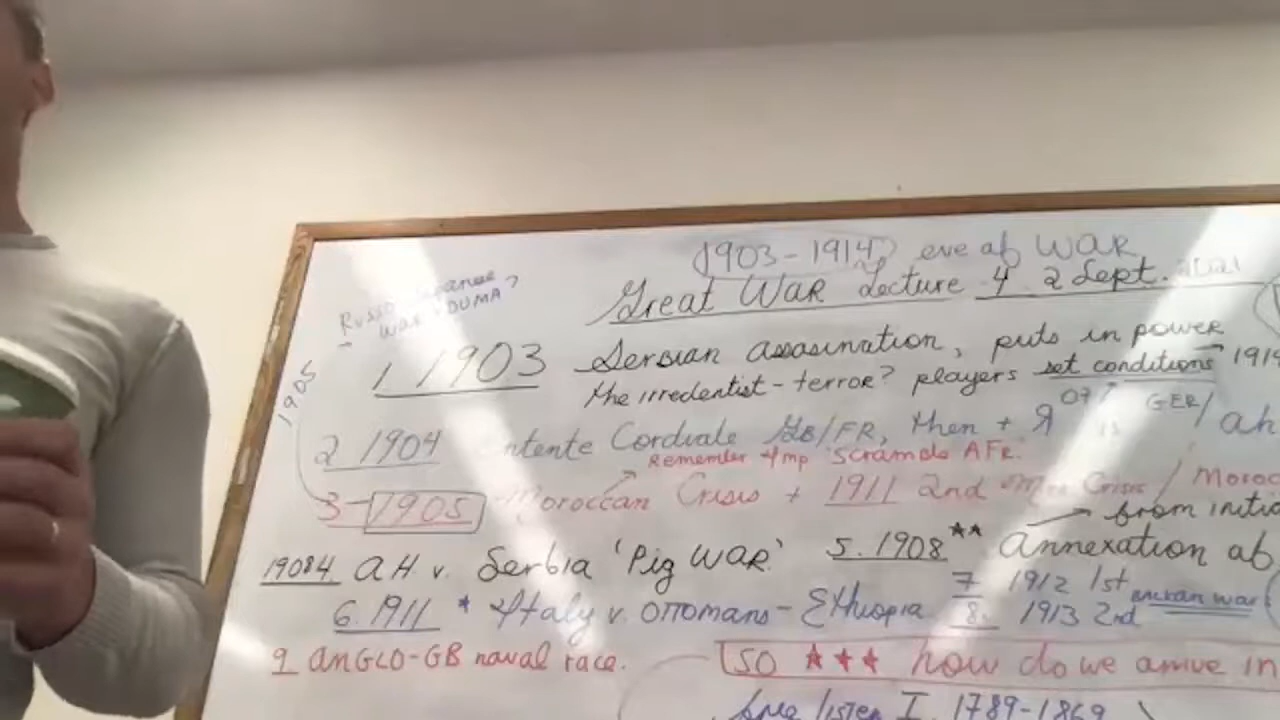 (1903-1914) eve of WAR
Great WAR Lecture 4. 2 Sept. 2021
Russo
War DUMA?
1905
1 1903 Serbian assasination, puts in power
the irredentist-terror? players set conditions 1914
2 1904 Entente Cordiale GB/FR, then + Я 07 GER/ ah
Remember Imp Scramble AFR.
3-1905 Moroccan Crisis + 1911 2nd Crisis / Moroc
from initia
19084 A.H. v. Serbia 'Pig WAR' 5. 1908** Annexation of
6. 1911 * Italy v. Ottomans - Ethiopia
7 1912 1st Balkan war
8. 1913 2nd
9 ANGLO-GB naval race.
SO *** how do we arrive in
I. 1789-1869